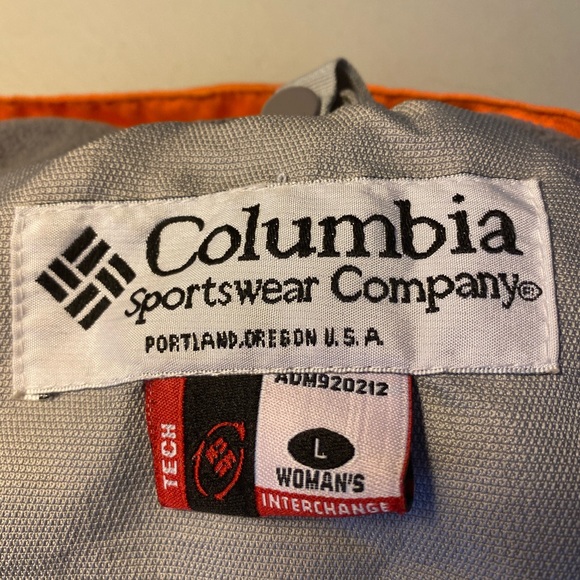 Columbia
Sportswear Company®
PORTLAND.OREGON U.S.A.
ADM920212
TECH
L
WOMAN'S
INTERCHANGE